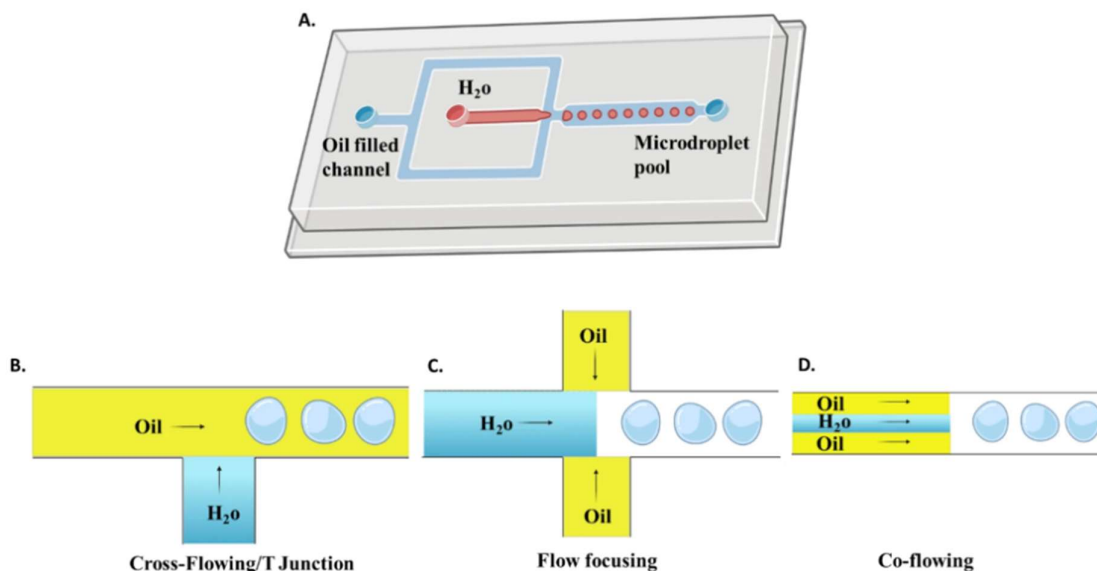 A.
H₂o
Oil filled
channel
Microdroplet
pool
B.
Oil
H₂o
Cross-Flowing/T Junction
C.
Oil
H₂o
Oil
Flow focusing
D.
Oil
H₂o
Oil
Co-flowing